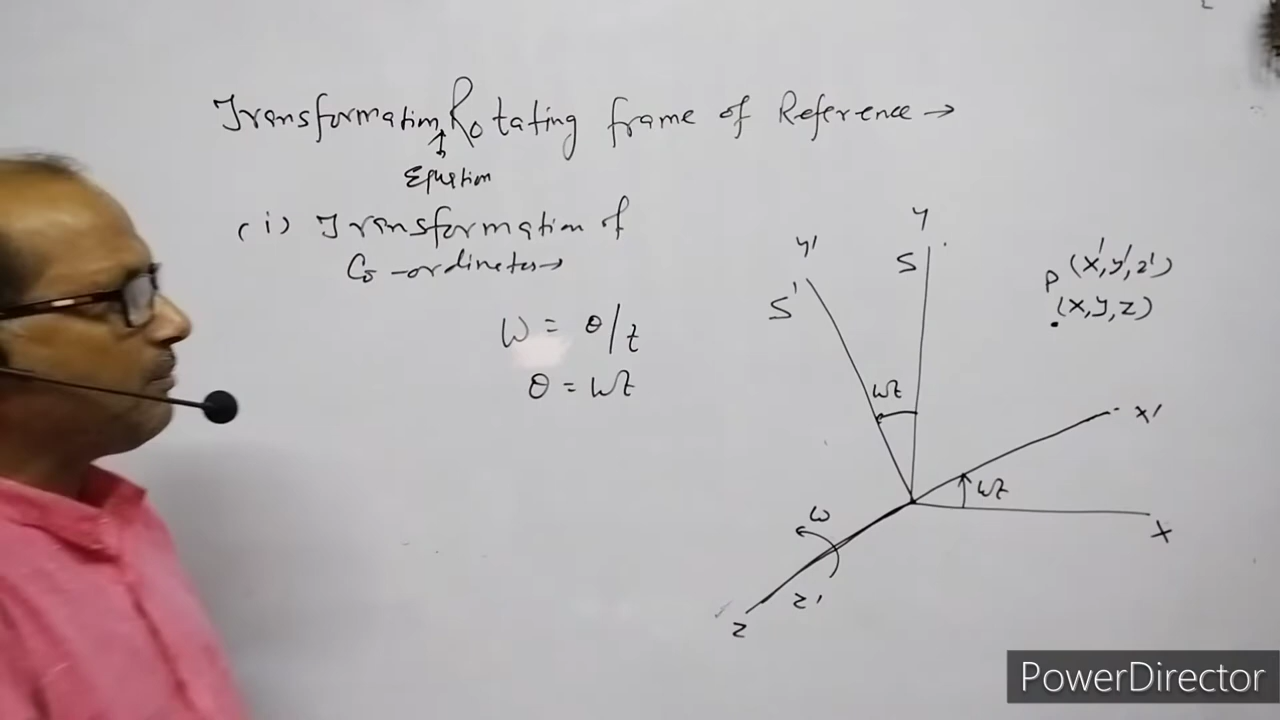 Transformation Rotating frame of Reference →
Equation
(i) Transformation of
Co-ordinates →
ω = θ/t
θ = ωt
Y'
S'
Y
S
P (x', y', z')
(x, y, z)
ωt
X'
ωt
X
ω
Z'
Z
PowerDirector